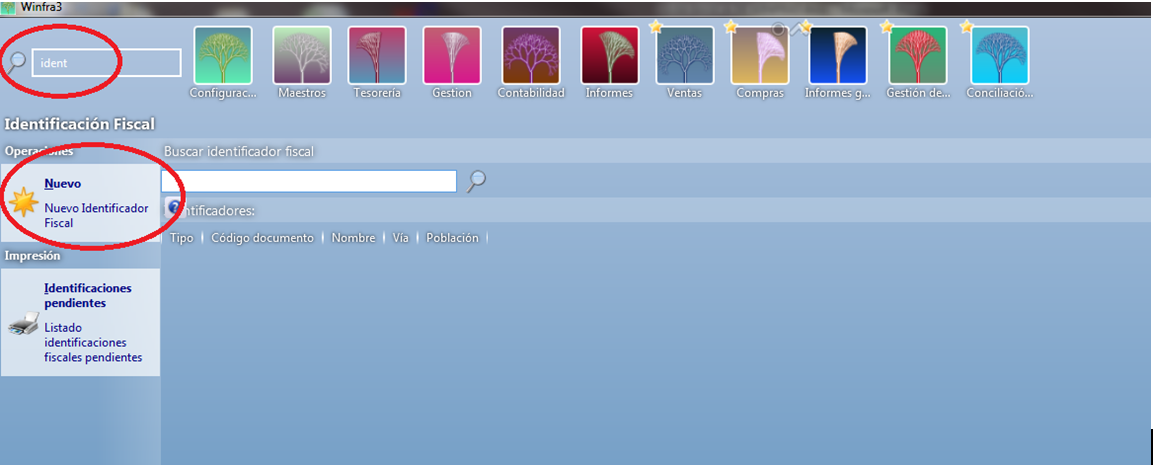 Winfra3
ident
Configurac... Maestros Tesorería Gestion Contabilidad Informes Ventas Compras Informes g... Gestión de... Conciliació...
Identificación Fiscal
Operaciones
Buscar identificador fiscal
Nuevo
Nuevo Identificador
Fiscal
?
ntificadores:
Tipo Código documento Nombre Vía Población
Impresión
Identificaciones
pendientes
Listado
identificaciones
fiscales pendientes